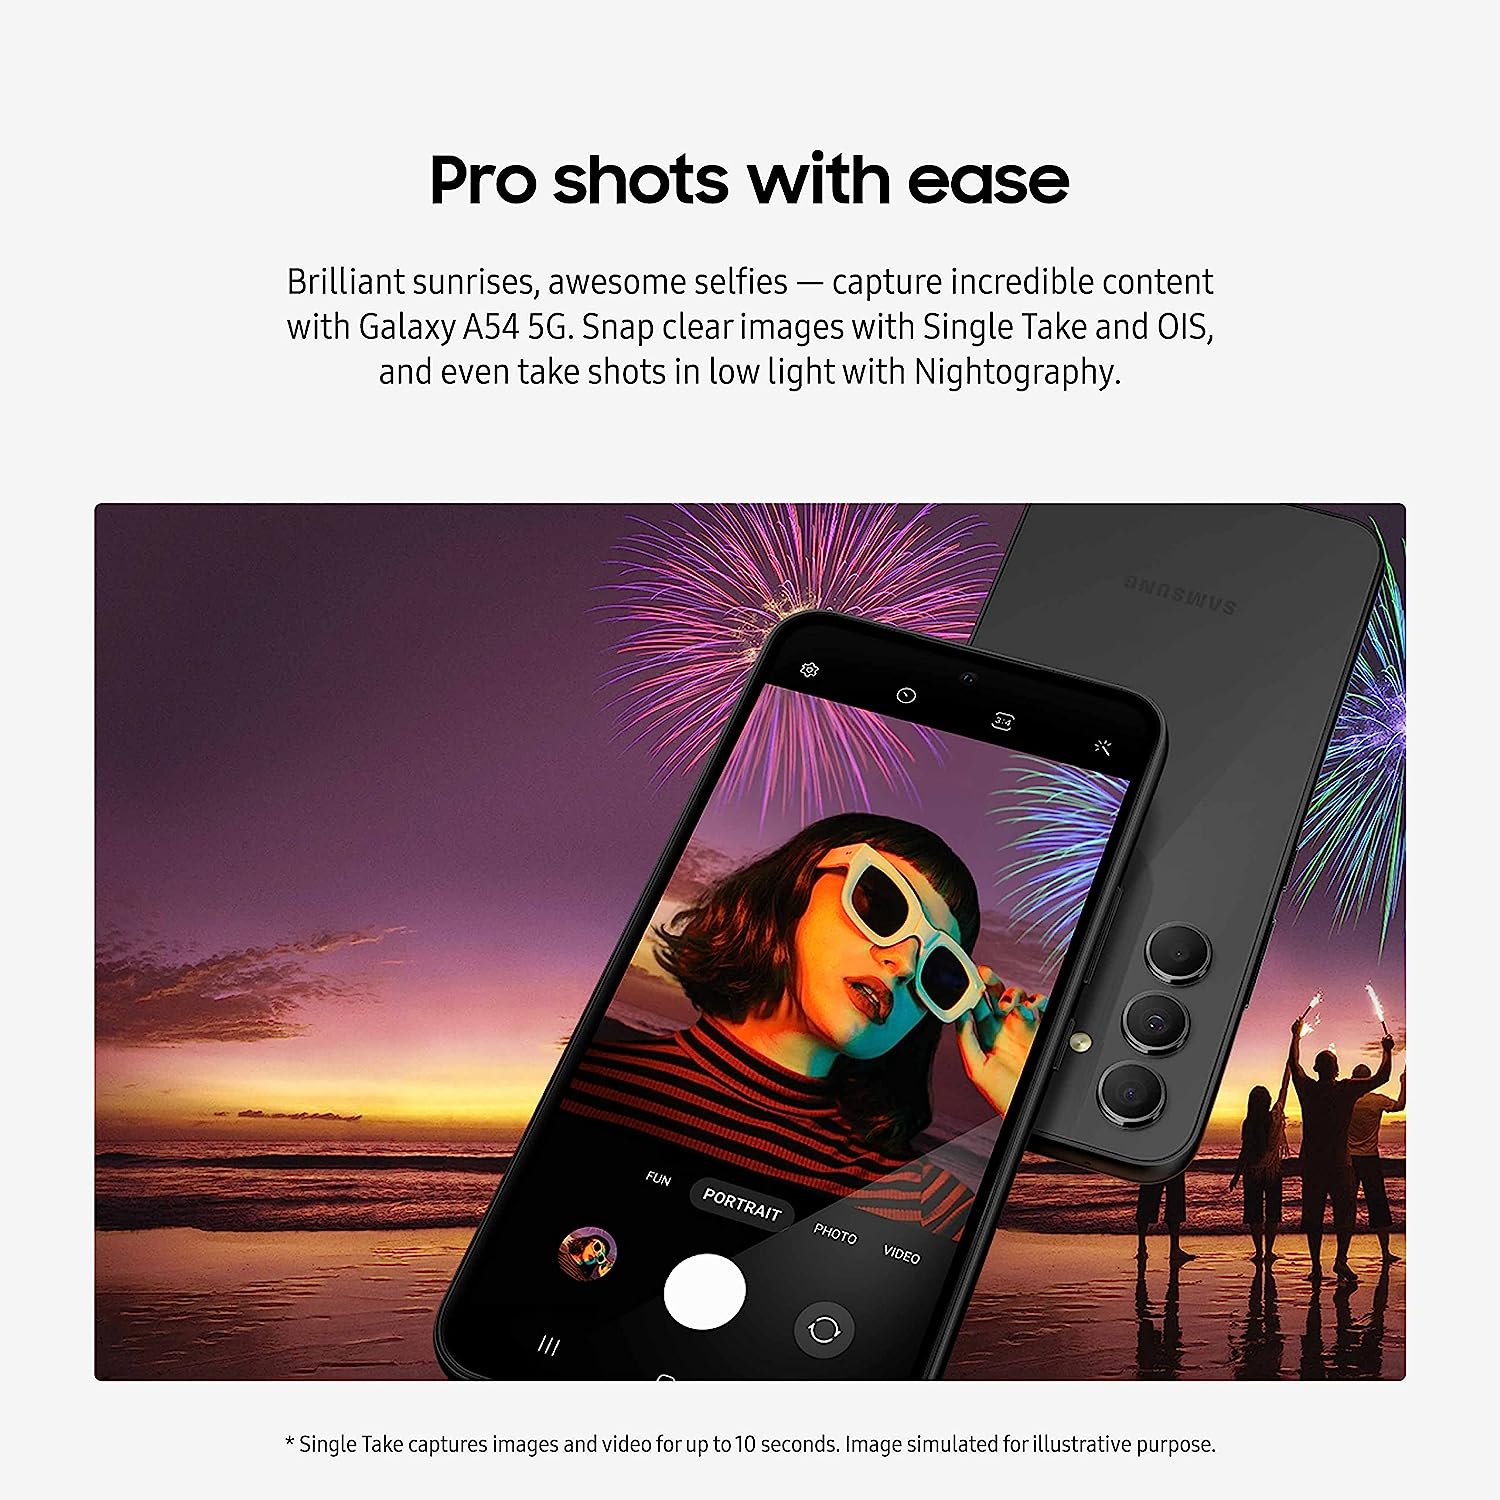 Pro shots with ease
Brilliant sunrises, awesome selfies — capture incredible content
with Galaxy A54 5G. Snap clear images with Single Take and OIS,
and even take shots in low light with Nightography.
SAMSUNG
3:4
FUN PORTRAIT PHOTO VIDEO
* Single Take captures images and video for up to 10 seconds. Image simulated for illustrative purpose.